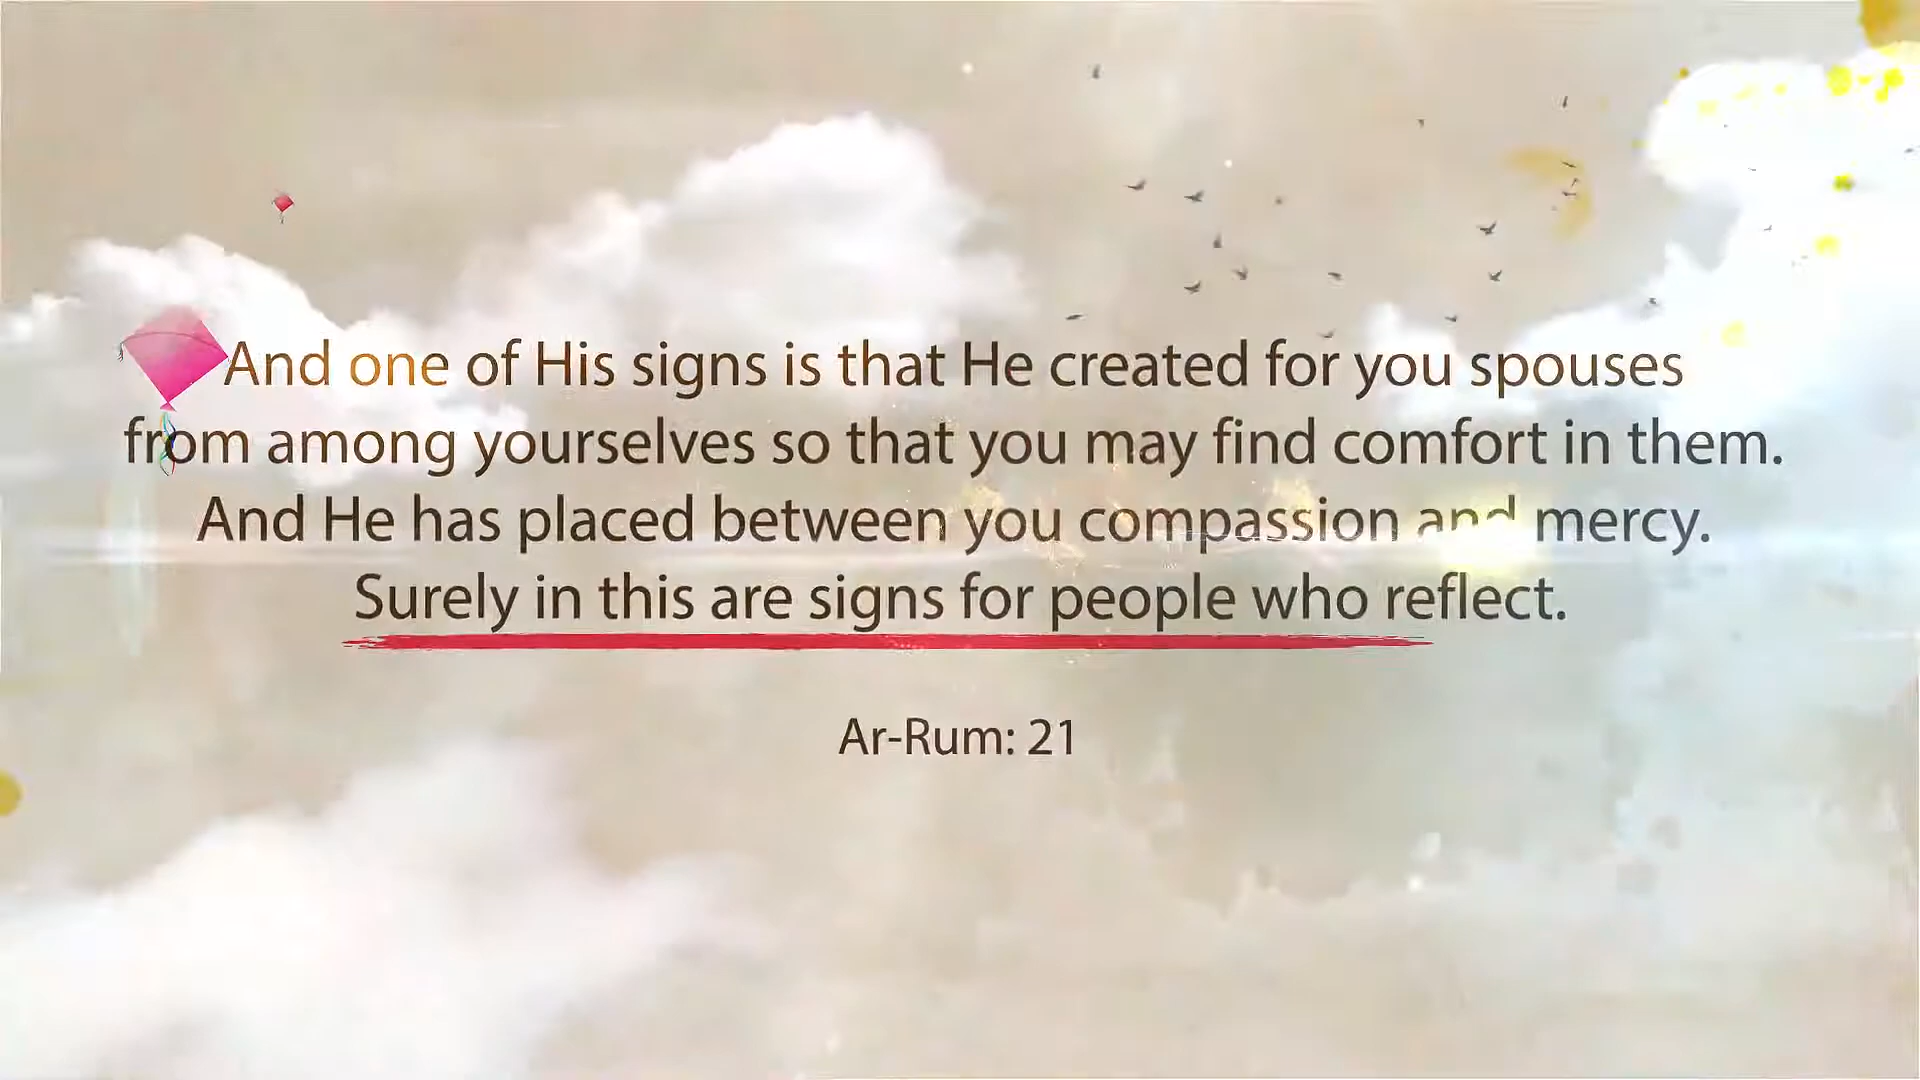 And one of His signs is that He created for you spouses
from among yourselves so that you may find comfort in them.
And He has placed between you compassion and mercy.
Surely in this are signs for people who reflect.
Ar-Rum: 21